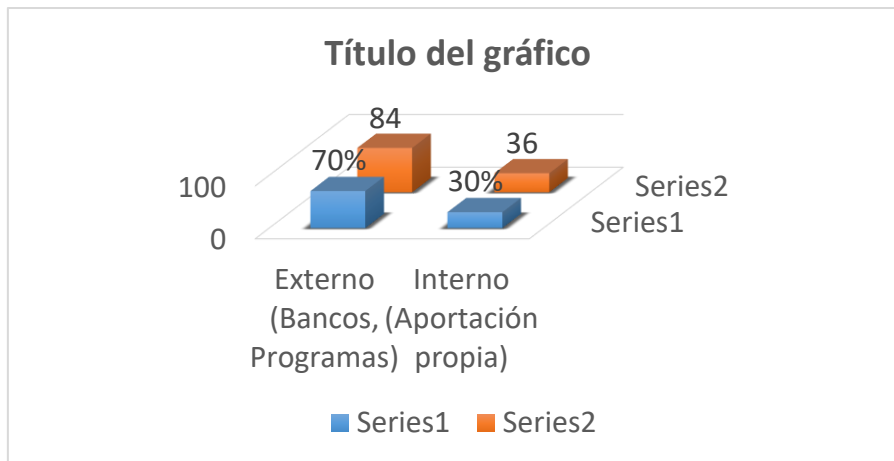 Título del gráfico
84
70%
36
30%
100
0
Series2
Series1
Externo
(Bancos,
Programas)
Interno
(Aportación
propia)
Series1
Series2